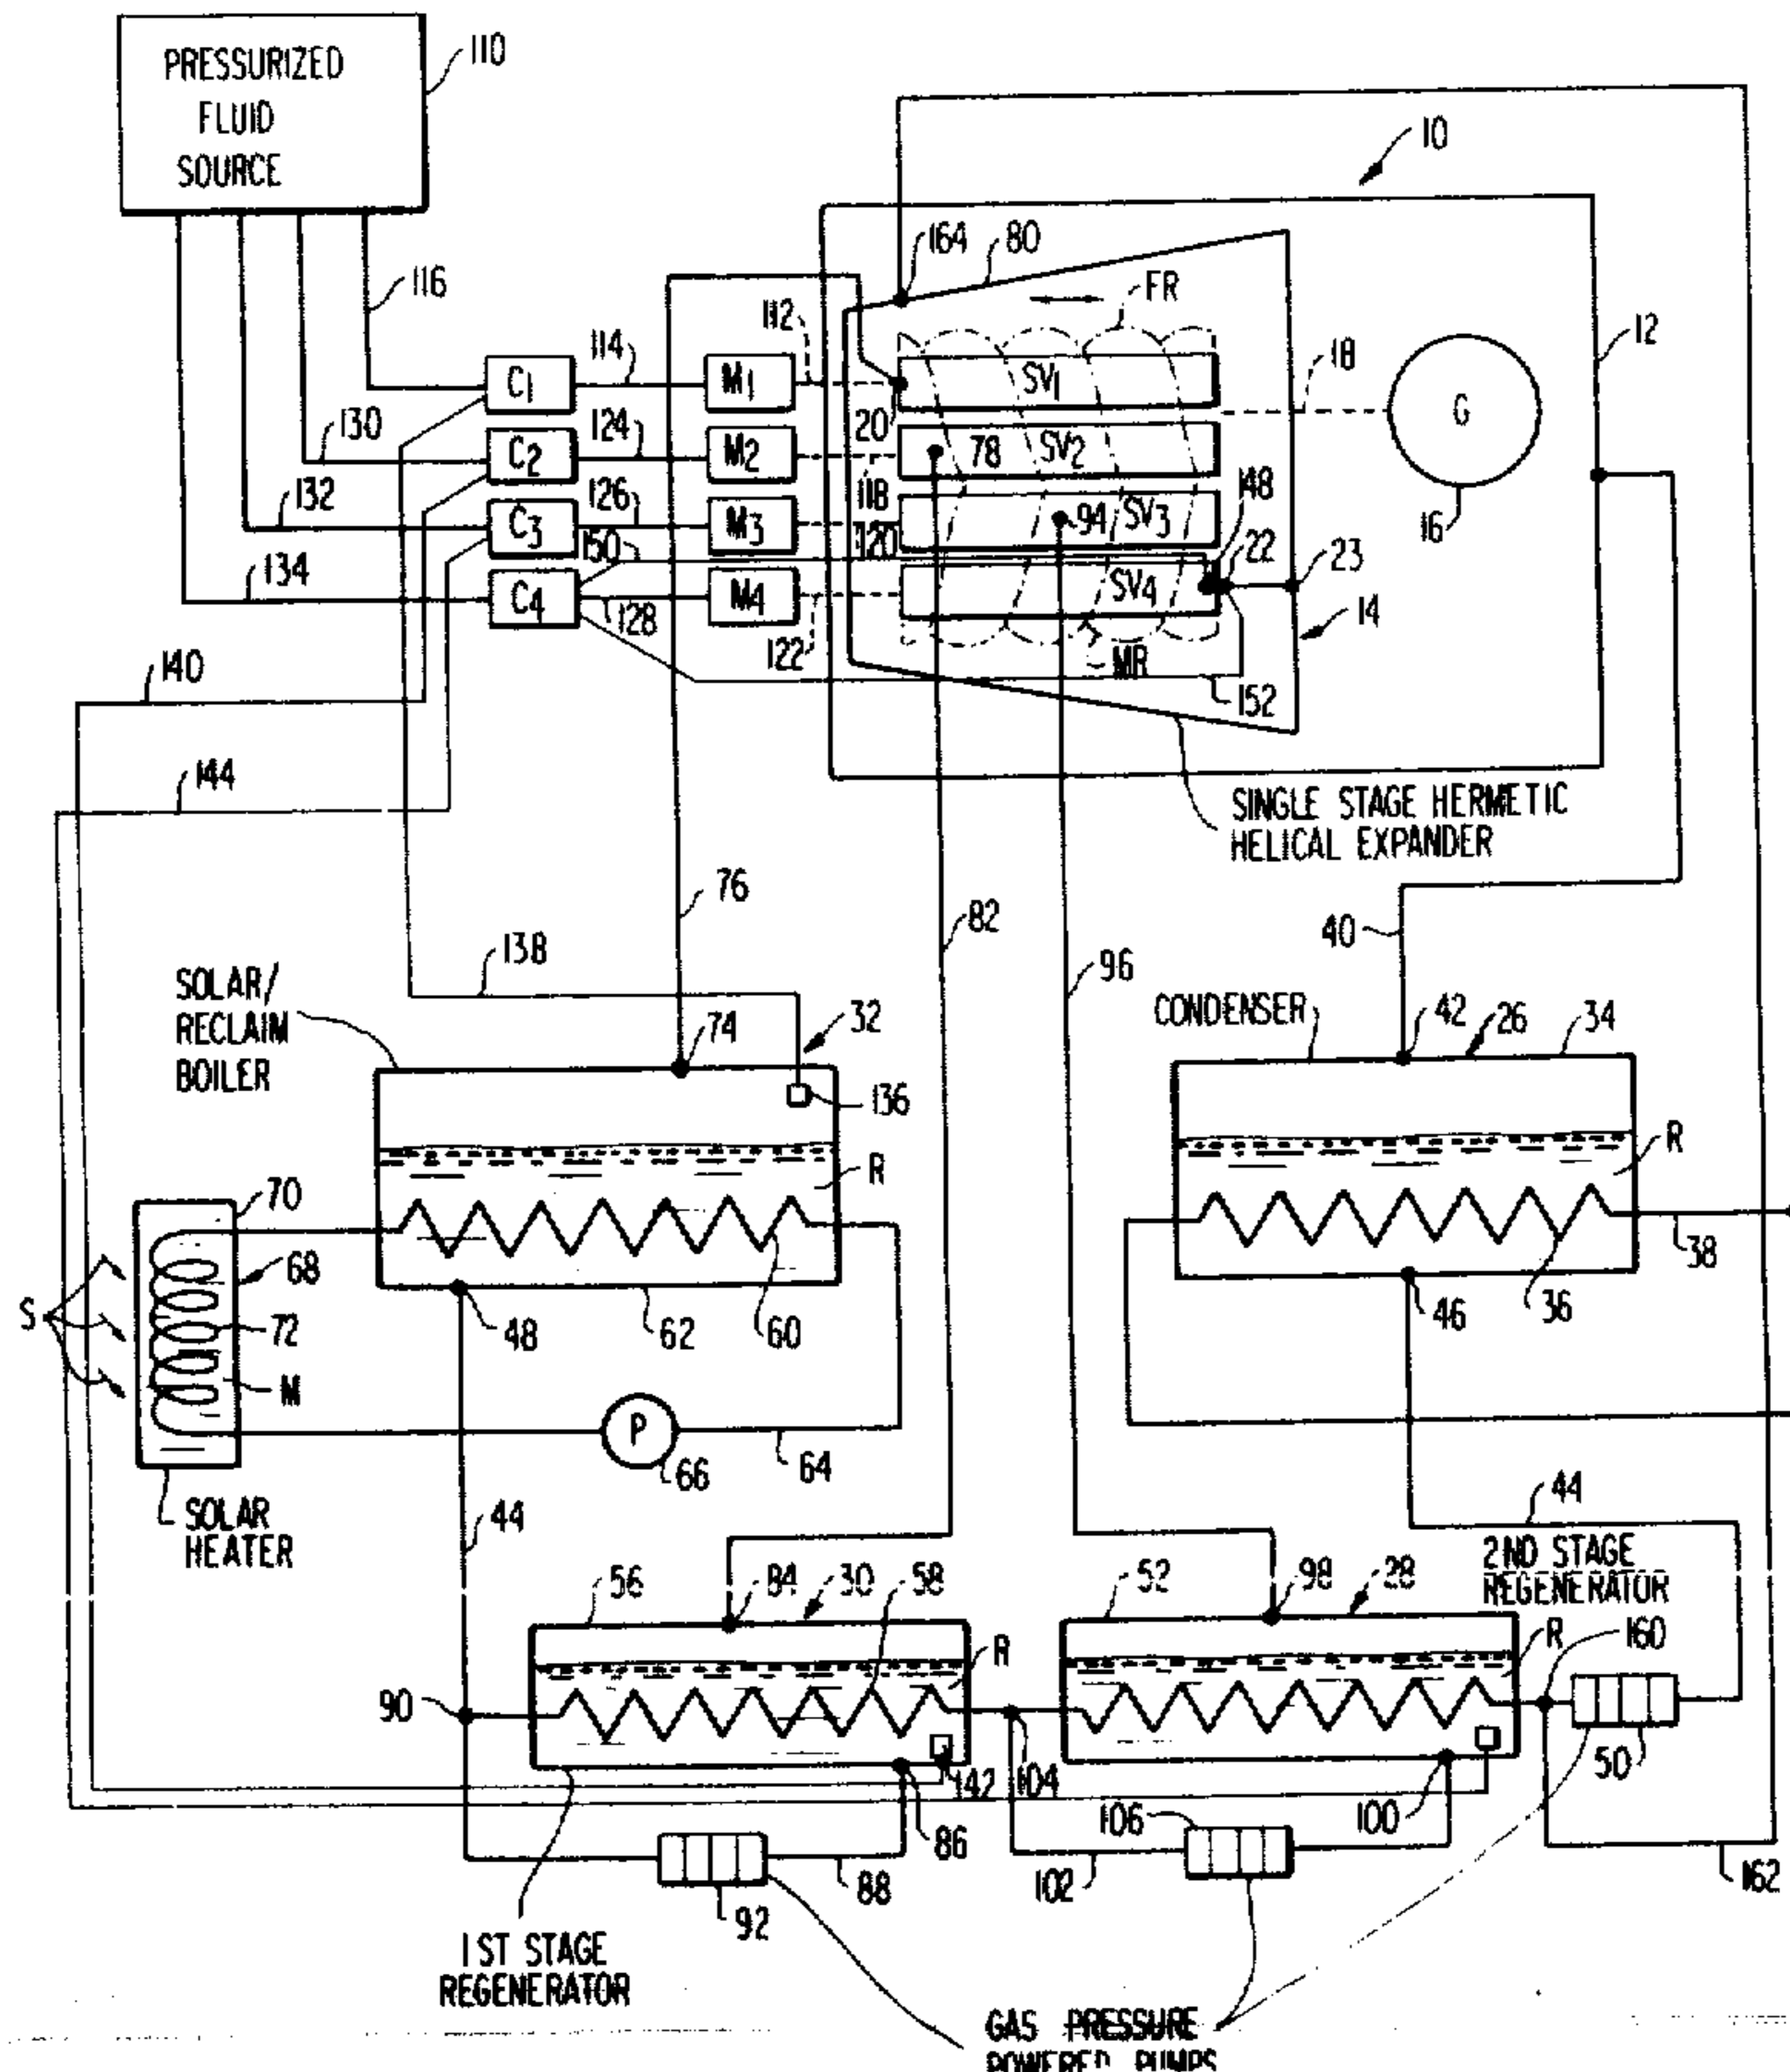 PRESSURIZED
FLUID
SOURCE
110
10
164
80
FR
116
112
18
12
114
C1
M1
SV1
20
G
130
124
C2
M2
78
SV2
118
148
16
132
126
C3
M3
94
SV3
120
22
23
150
134
C4
128
M4
SV4
14
122
MR
152
140
144
SINGLE STAGE HERMETIC
HELICAL EXPANDER
76
82
40
138
96
SOLAR/
RECLAIM
BOILER
74
32
136
CONDENSER
42
26
34
R
R
70
68
S
72
M
48
62
60
46
36
38
P
66
64
SOLAR
HEATER
44
44
2ND STAGE
REGENERATOR
56
84
30
58
52
98
28
R
R
160
90
142
104
50
86
106
100
88
92
102
162
1ST STAGE
REGENERATOR
GAS PRESSURE
POWERED PUMPS